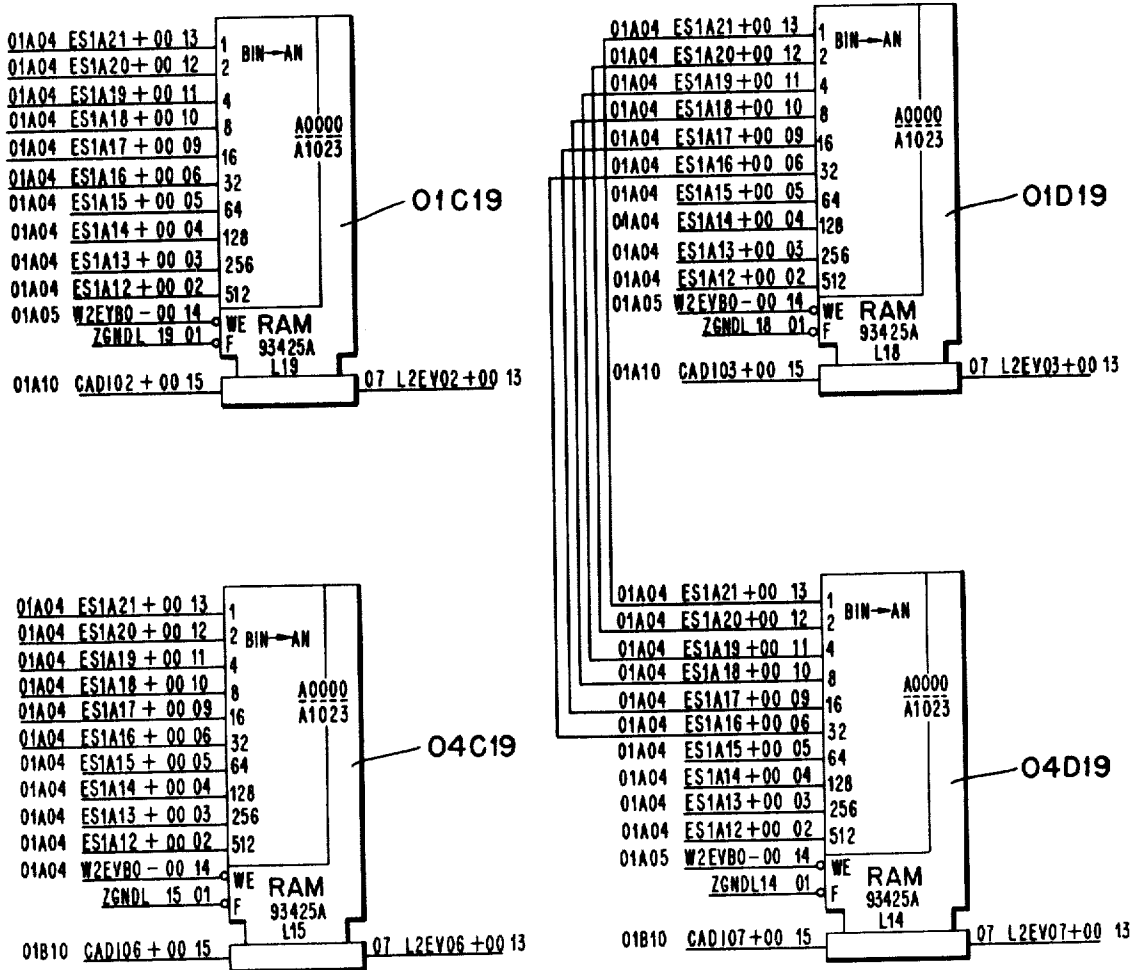 01A04 ES1A21+00 13 1
01A04 ES1A20+00 12 2 BIN→AN
01A04 ES1A19+00 11 4
01A04 ES1A18+00 10 8 A0000
01A04 ES1A17+00 09 16 A1023
01A04 ES1A16+00 06 32
01A04 ES1A15+00 05 64
01A04 ES1A14+00 04 128
01A04 ES1A13+00 03 256
01A04 ES1A12+00 02 512
01A05 W2EVB0-00 14 WE RAM
ZGNDL 19 01 F 93425A
L19
01A10 CADI02+00 15 07 L2EV02+00 13
01C19
01A04 ES1A21+00 13 1
01A04 ES1A20+00 12 2 BIN→AN
01A04 ES1A19+00 11 4
01A04 ES1A18+00 10 8 A0000
01A04 ES1A17+00 09 16 A1023
01A04 ES1A16+00 06 32
01A04 ES1A15+00 05 64
01A04 ES1A14+00 04 128
01A04 ES1A13+00 03 256
01A04 ES1A12+00 02 512
01A05 W2EVB0-00 14 WE RAM
ZGNDL 18 01 F 93425A
L18
01A10 CADI03+00 15 07 L2EV03+00 13
01D19
01A04 ES1A21+00 13 1
01A04 ES1A20+00 12 2 BIN→AN
01A04 ES1A19+00 11 4
01A04 ES1A18+00 10 8 A0000
01A04 ES1A17+00 09 16 A1023
01A04 ES1A16+00 06 32
01A04 ES1A15+00 05 64
01A04 ES1A14+00 04 128
01A04 ES1A13+00 03 256
01A04 ES1A12+00 02 512
01A04 W2EVB0-00 14 WE RAM
ZGNDL 15 01 F 93425A
L15
01B10 CADI06+00 15 07 L2EV06+00 13
04C19
01A04 ES1A21+00 13 1
01A04 ES1A20+00 12 2 BIN→AN
01A04 ES1A19+00 11 4
01A04 ES1A18+00 10 8 A0000
01A04 ES1A17+00 09 16 A1023
01A04 ES1A16+00 06 32
01A04 ES1A15+00 05 64
01A04 ES1A14+00 04 128
01A04 ES1A13+00 03 256
01A04 ES1A12+00 02 512
01A05 W2EVB0-00 14 WE RAM
ZGNDL14 01 F 93425A
L14
01B10 CADI07+00 15 07 L2EV07+00 13
04D19